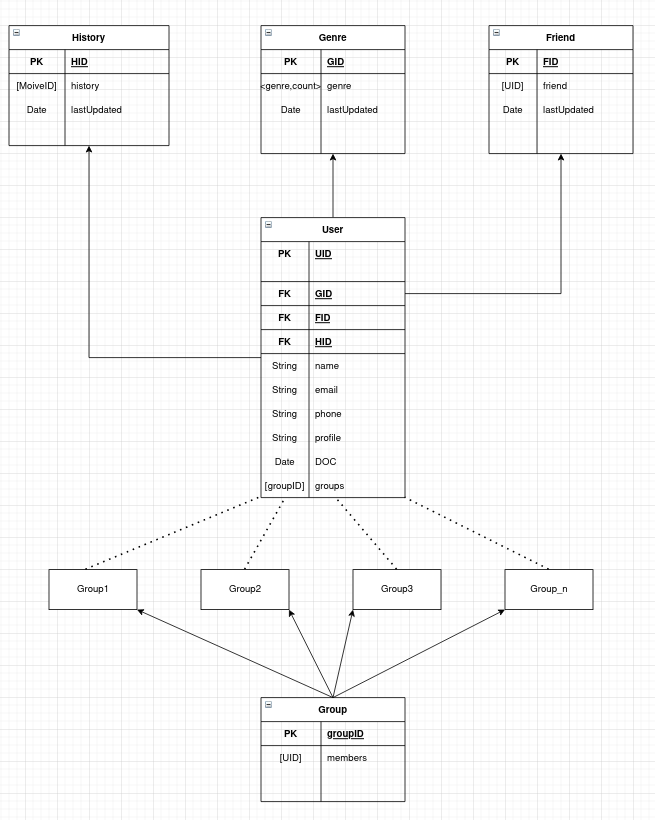 History
PK HID
[MoiveID] history
Date lastUpdated
Genre
PK GID
<genre,count> genre
Date lastUpdated
Friend
PK FID
[UID] friend
Date lastUpdated
User
PK UID
FK GID
FK FID
FK HID
String name
String email
String phone
String profile
Date DOC
[groupID] groups
Group1
Group2
Group3
Group_n
Group
PK groupID
[UID] members